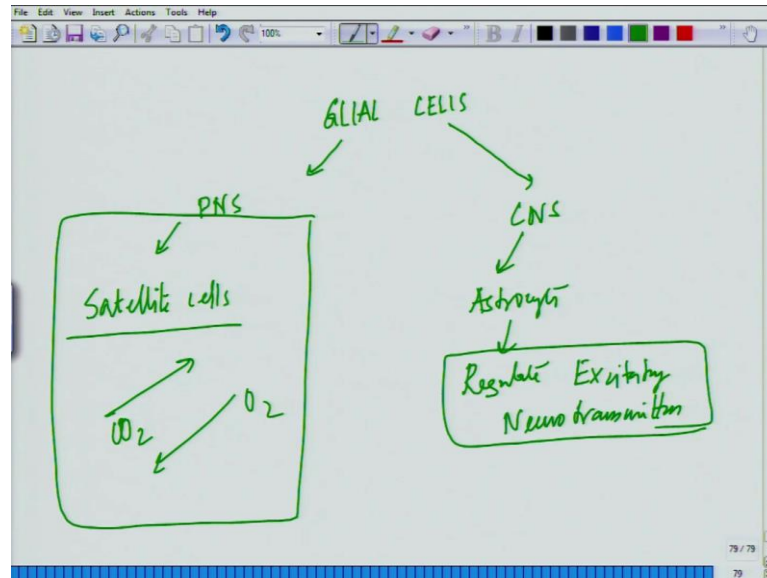 File Edit View Insert Actions Tools Help
100%
B I
GLIAL CELLS
PNS
CNS
Satellite cells
Astrocyte
CO2
O2
Regulate Excitatory
Neurotransmitters
79 / 79
79